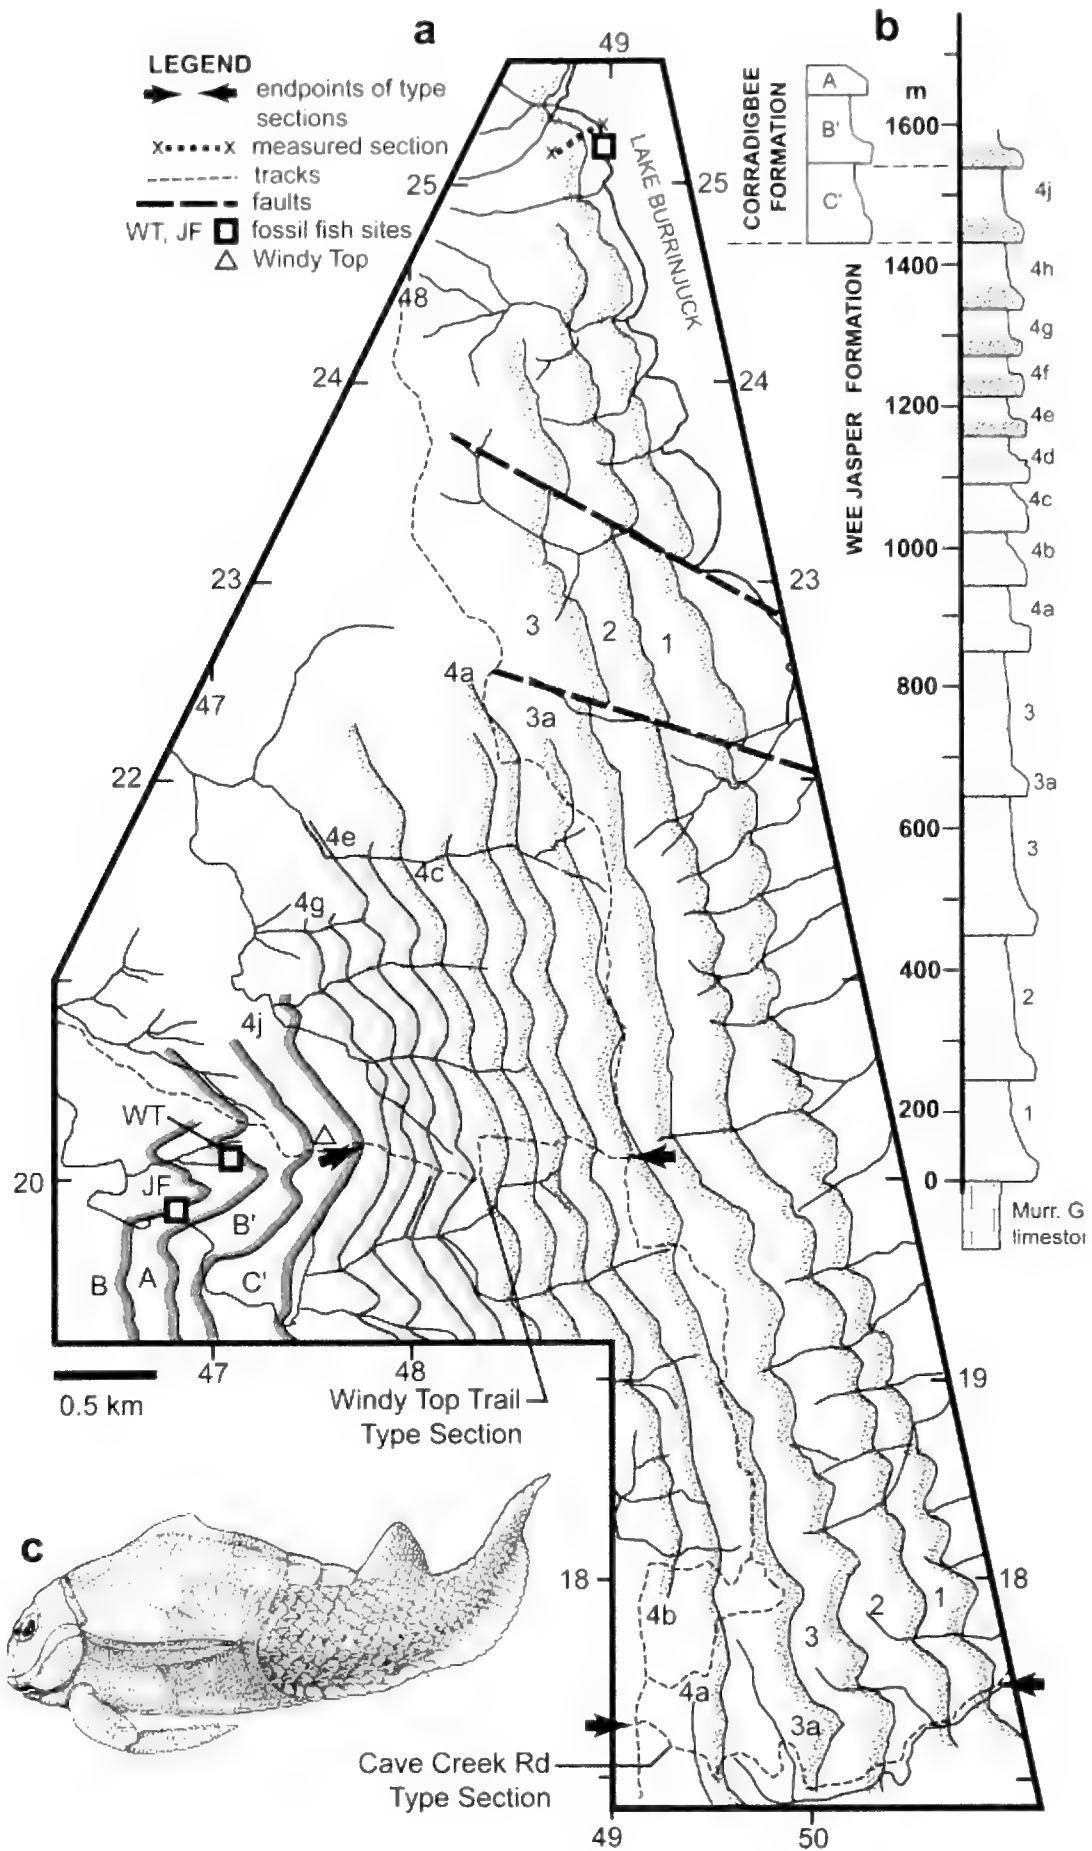 a
b
LEGEND
endpoints of type
sections
x x measured section
tracks
faults
WT, JF fossil fish sites
Windy Top
49
25
25
LAKE BURRINJUCK
48
24
24
23
23
3
2
1
4a
3a
47
22
4e
4c
4g
4j
WT
JF
20
B'
B
A
C'
47
48
0.5 km
Windy Top Trail
Type Section
19
18
18
4b
2
1
3
4a
3a
Cave Creek Rd
Type Section
49
50
CORRADIGBEE
FORMATION
A
B'
C'
WEE JASPER FORMATION
m
1600
1400
1200
1000
800
600
400
200
0
4j
4h
4g
4f
4e
4d
4c
4b
4a
3
3a
3
2
1
Murr. G
limestor
c